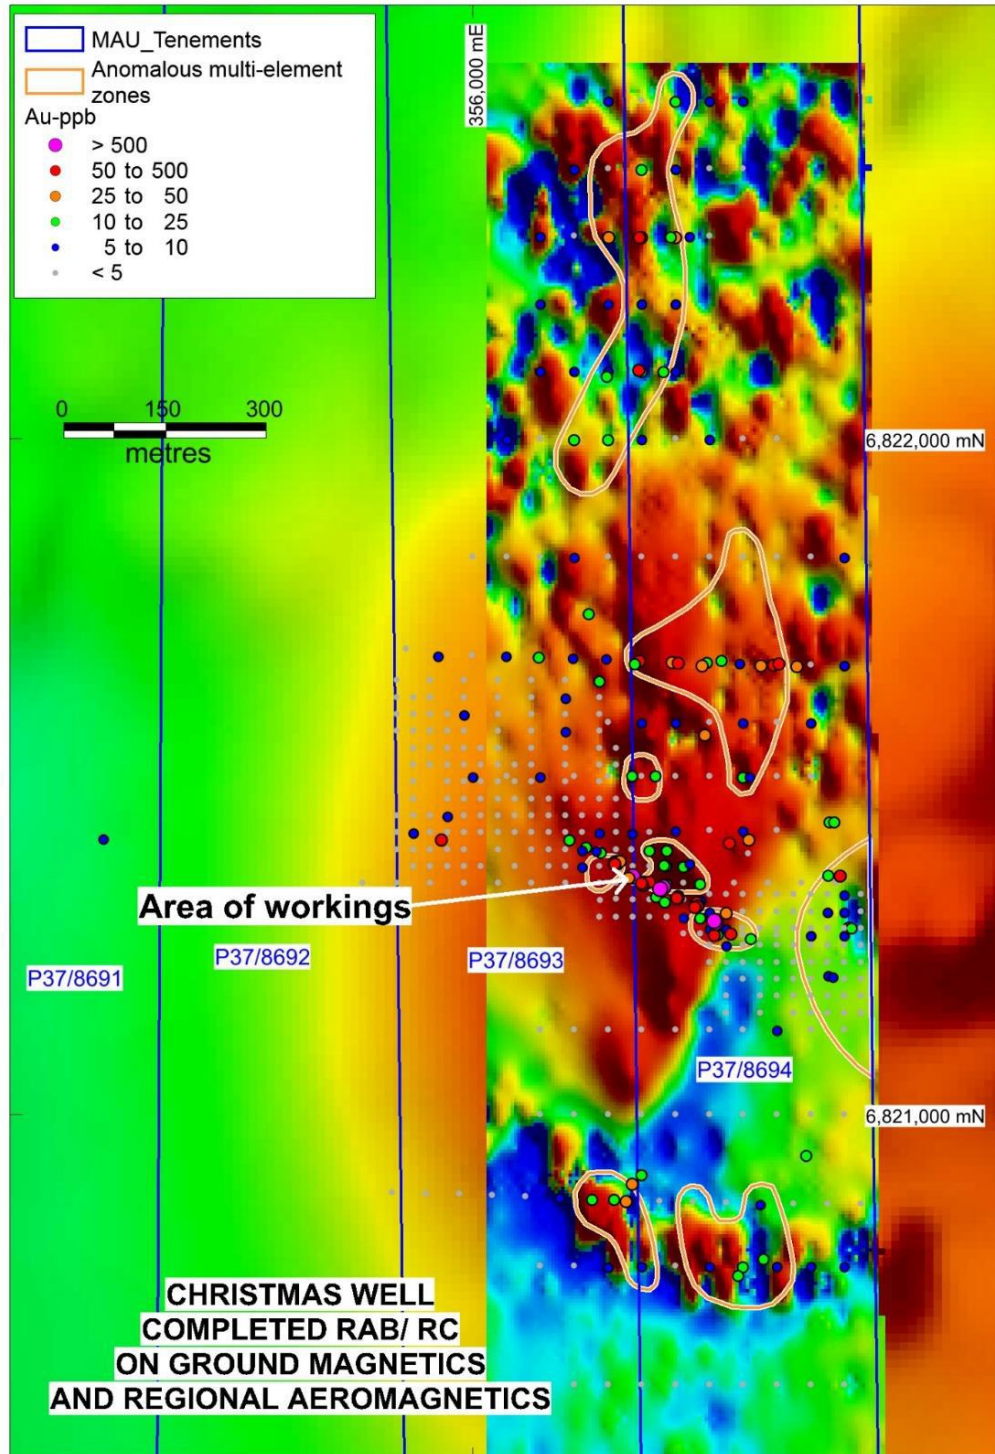 MAU_Tenements
Anomalous multi-element
zones
Au-ppb
> 500
50 to 500
25 to 50
10 to 25
5 to 10
< 5
356,000 mE
0 150 300
metres
6,822,000 mN
Area of workings
P37/8691
P37/8692
P37/8693
P37/8694
6,821,000 mN
CHRISTMAS WELL
COMPLETED RAB/ RC
ON GROUND MAGNETICS
AND REGIONAL AEROMAGNETICS